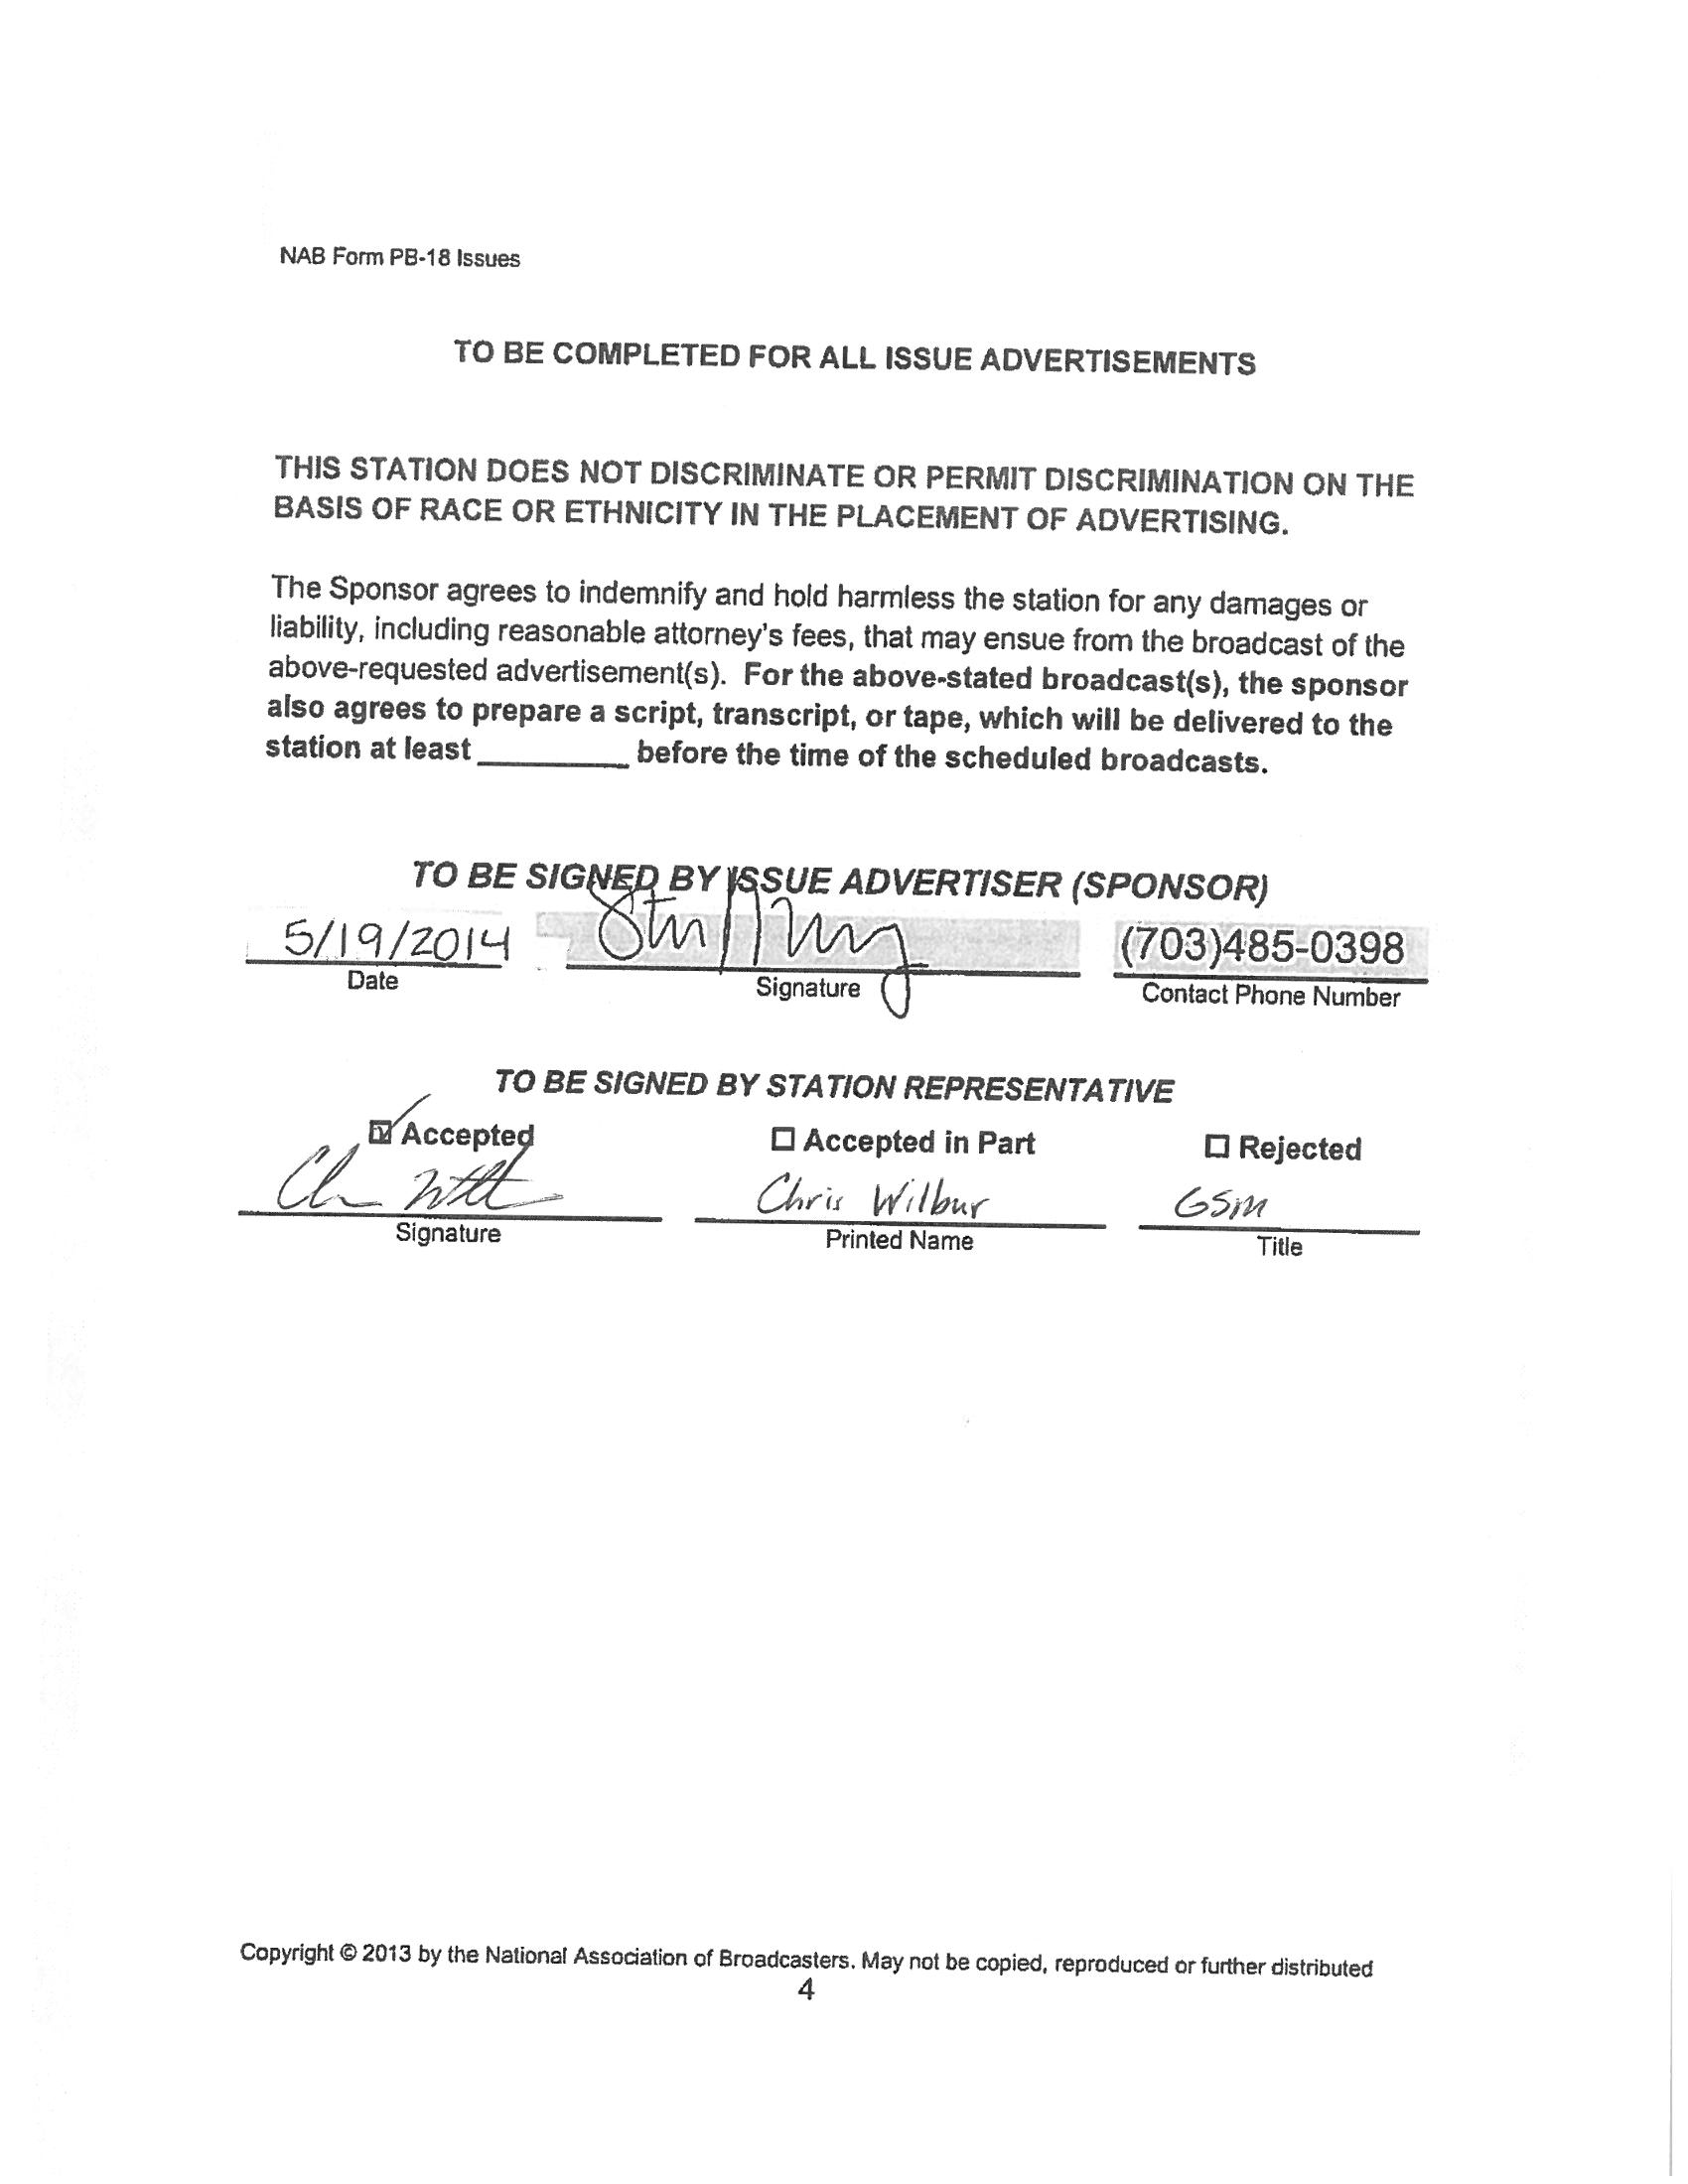 NAB Form PB-18 Issues
TO BE COMPLETED FOR ALL ISSUE ADVERTISEMENTS
THIS STATION DOES NOT DISCRIMINATE OR PERMIT DISCRIMINATION ON THE
BASIS OF RACE OR ETHNICITY IN THE PLACEMENT OF ADVERTISING.
The Sponsor agrees to indemnify and hold harmless the station for any damages or
liability, including reasonable attorney's fees, that may ensue from the broadcast of the
above-requested advertisement(s). For the above-stated broadcast(s), the sponsor
also agrees to prepare a script, transcript, or tape, which will be delivered to the
station at least ________ before the time of the scheduled broadcasts.
TO BE SIGNED BY ISSUE ADVERTISER (SPONSOR)
5/19/2014 (703)485-0398
Date Signature Contact Phone Number
TO BE SIGNED BY STATION REPRESENTATIVE
☑ Accepted ☐ Accepted in Part ☐ Rejected
Chris Wilbur GSM
Signature Printed Name Title
Copyright © 2013 by the National Association of Broadcasters. May not be copied, reproduced or further distributed
4